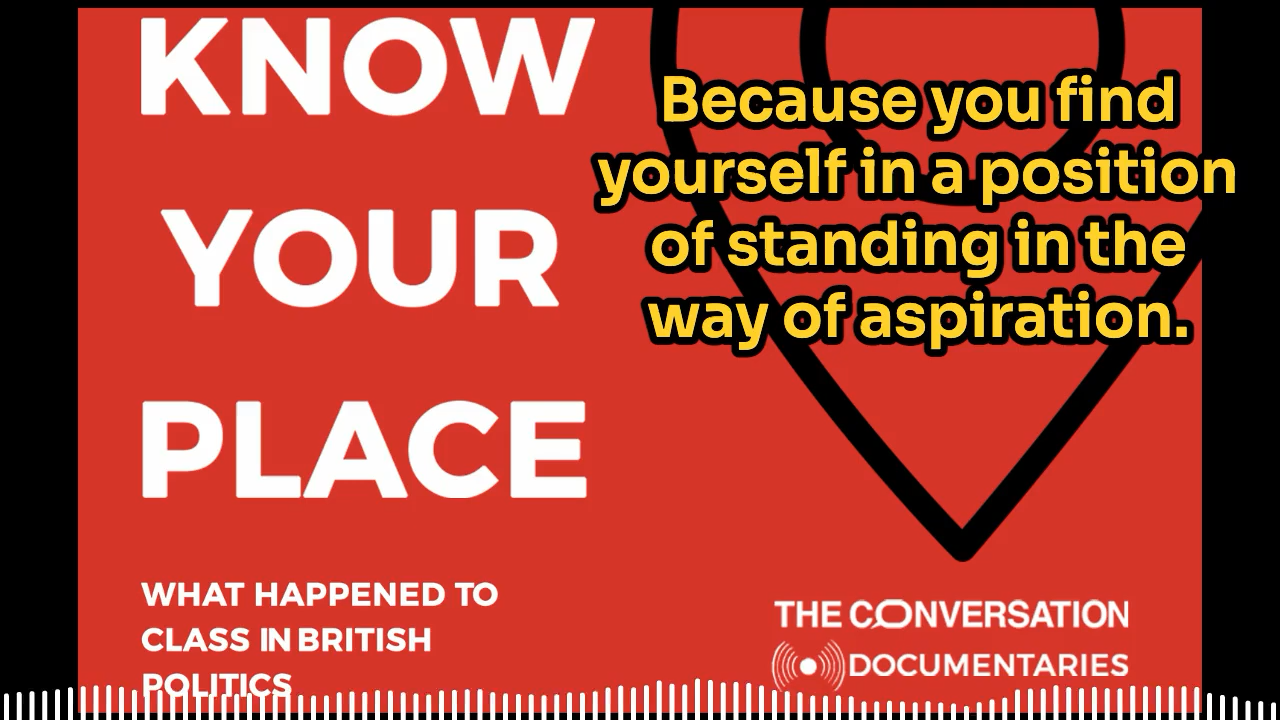 KNOW
YOUR
PLACE
WHAT HAPPENED TO
CLASS IN BRITISH
POLITICS
Because you find
yourself in a position
of standing in the
way of aspiration.
THE CONVERSATION
DOCUMENTARIES